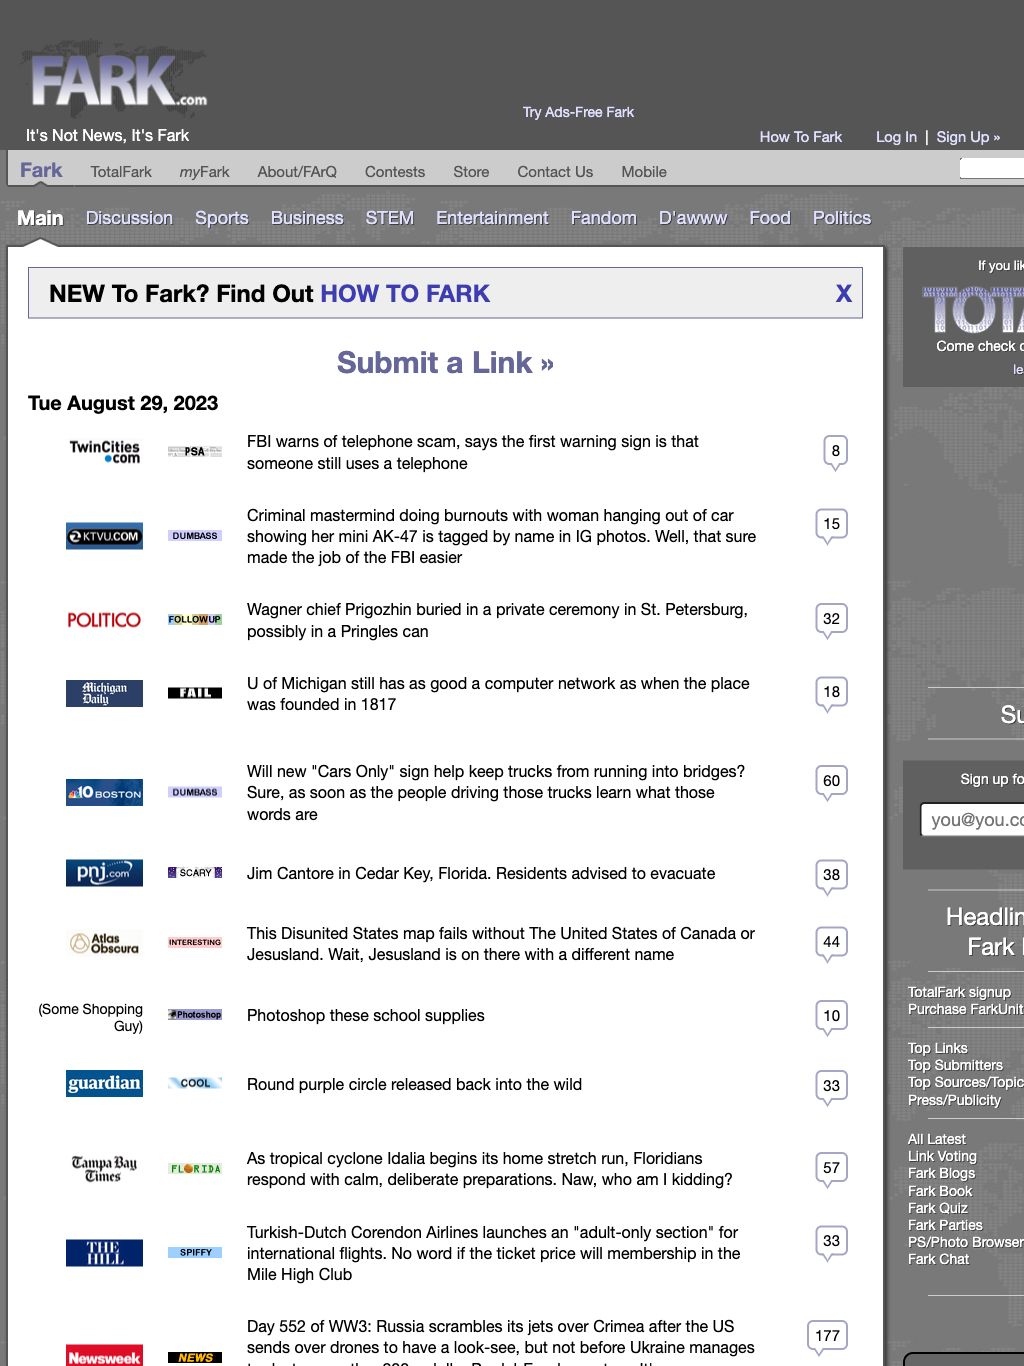 FARK.com
It's Not News, It's Fark
Try Ads-Free Fark
How To Fark
Log In | Sign Up »
Fark
TotalFark
myFark
About/FArQ
Contests
Store
Contact Us
Mobile
Main
Discussion
Sports
Business
STEM
Entertainment
Fandom
D'awww
Food
Politics
NEW To Fark? Find Out HOW TO FARK
X
Submit a Link »
Tue August 29, 2023
TwinCities
.com
PSA
FBI warns of telephone scam, says the first warning sign is that
someone still uses a telephone
8
2 KTVU.COM
DUMBASS
Criminal mastermind doing burnouts with woman hanging out of car
showing her mini AK-47 is tagged by name in IG photos. Well, that sure
made the job of the FBI easier
15
POLITICO
FOLLOWUP
Wagner chief Prigozhin buried in a private ceremony in St. Petersburg,
possibly in a Pringles can
32
Michigan
Daily
FAIL
U of Michigan still has as good a computer network as when the place
was founded in 1817
18
10 BOSTON
DUMBASS
Will new "Cars Only" sign help keep trucks from running into bridges?
Sure, as soon as the people driving those trucks learn what those
words are
60
pnj.com
SCARY
Jim Cantore in Cedar Key, Florida. Residents advised to evacuate
38
Atlas
Obscura
INTERESTING
This Disunited States map fails without The United States of Canada or
Jesusland. Wait, Jesusland is on there with a different name
44
(Some Shopping
Guy)
Photoshop
Photoshop these school supplies
10
guardian
COOL
Round purple circle released back into the wild
33
Tampa Bay
Times
FLORIDA
As tropical cyclone Idalia begins its home stretch run, Floridians
respond with calm, deliberate preparations. Naw, who am I kidding?
57
THE
HILL
SPIFFY
Turkish-Dutch Corendon Airlines launches an "adult-only section" for
international flights. No word if the ticket price will membership in the
Mile High Club
33
Newsweek
NEWS
Day 552 of WW3: Russia scrambles its jets over Crimea after the US
sends over drones to have a look-see, but not before Ukraine manages
177
If you lik
TOTA
Come check o
le
Su
Sign up fo
you@you.co
Headlin
Fark
TotalFark signup
Purchase FarkUnit
Top Links
Top Submitters
Top Sources/Topic
Press/Publicity
All Latest
Link Voting
Fark Blogs
Fark Book
Fark Quiz
Fark Parties
PS/Photo Browser
Fark Chat